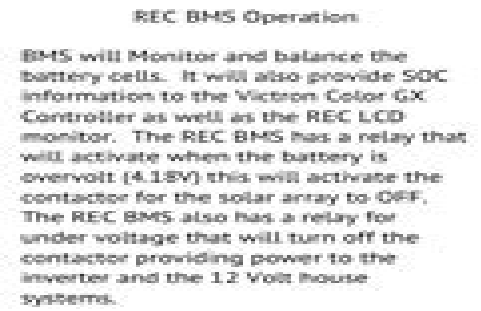 REC BMS Operation
BMS will Monitor and balance the
battery cells. It will also provide SOC
information to the Victron Color GX
Controller as well as the REC LCD
monitor. The REC BMS has a relay that
will activate when the battery is
overvolt (4.18V) this will activate the
contactor for the solar array to OFF.
The REC BMS also has a relay for
under voltage that will turn off the
contactor providing power to the
inverter and the 12 Volt house
systems.